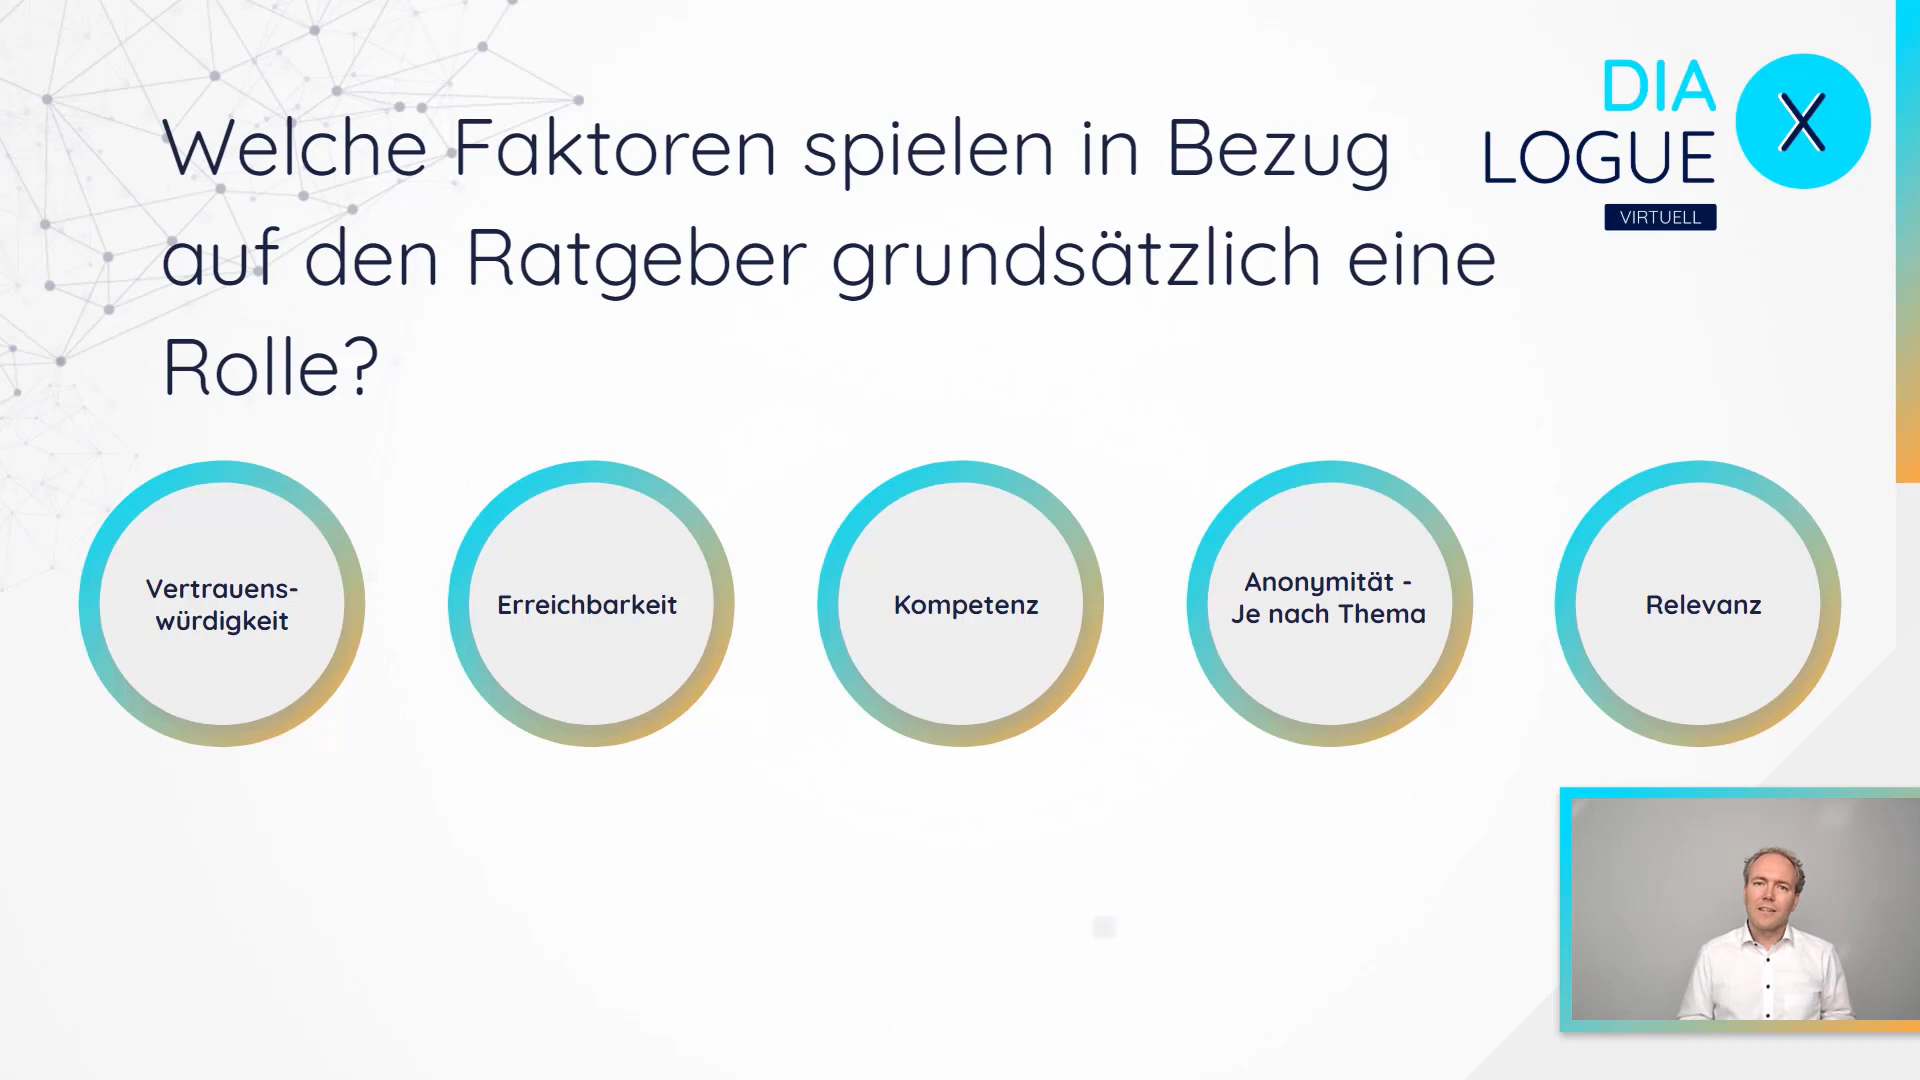 Welche Faktoren spielen in Bezug
auf den Ratgeber grundsätzlich eine
Rolle?
DIA
LOGUE
X
VIRTUELL
Vertrauens-
würdigkeit
Erreichbarkeit
Kompetenz
Anonymität -
Je nach Thema
Relevanz